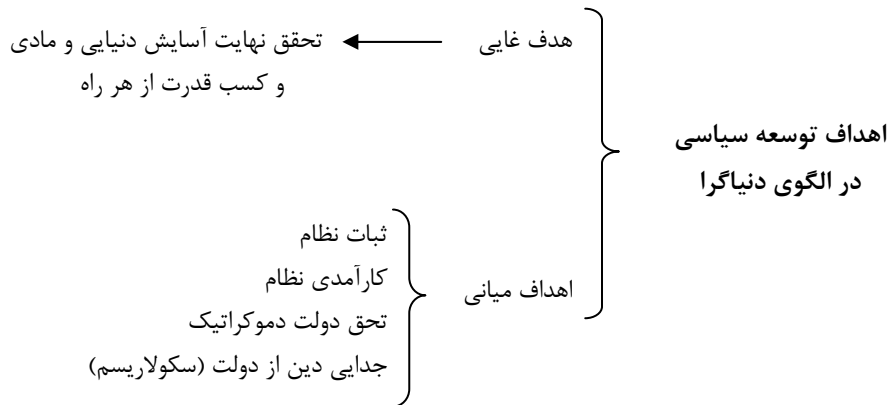 اهداف توسعه سیاسی
در الگوی دنیاگرا
هدف غایی
تحقق نهایت آسایش دنیایی و مادی
و کسب قدرت از هر راه
اهداف میانی
ثبات نظام
کارآمدی نظام
تحق دولت دموکراتیک
جدایی دین از دولت (سکولاریسم)